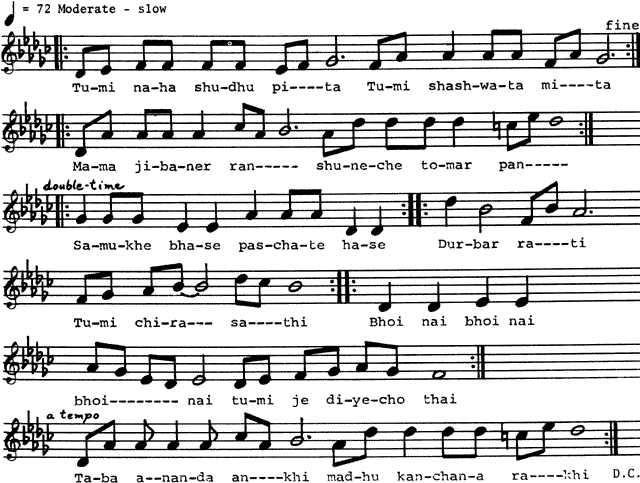 = 72 Moderate - slow
fine
Tu-mi na-ha shu-dhu pi----ta Tu-mi shash-wa-ta mi----ta
Ma-ma ji-ba-ner ran----- shu-ne-che to-mar pan-----
double-time
Sa-mu-khe bha-se pas-cha-te ha-se Dur-bar ra----ti
Tu-mi chi-ra--- sa----thi Bhoi nai bhoi nai
bhoi--------- nai tu-mi je di-ye-cho thai
a tempo
Ta-ba a--nan-da an----khi mad-hu kan-chan-a ra----khi D.C.